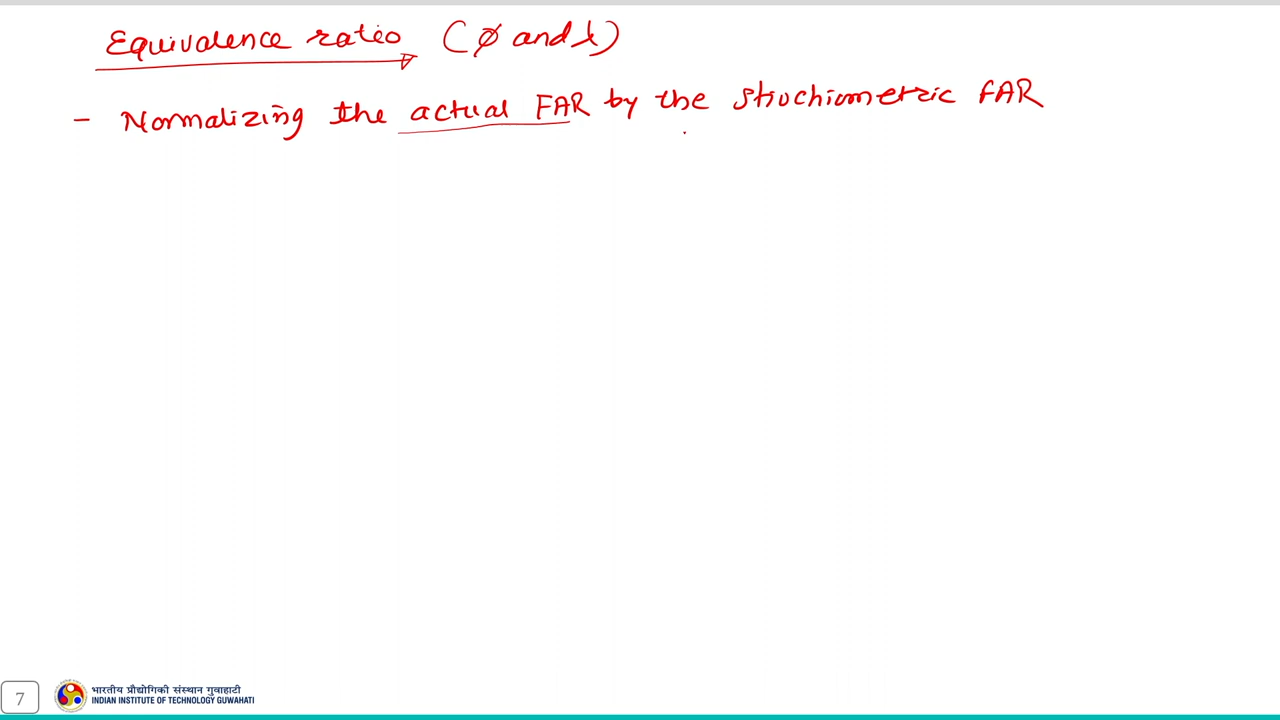 Equivalence ratio (φ and λ)
- Normalizing the actual FAR by the stiochiometric FAR
7
भारतीय प्रौद्योगिकी संस्थान गुवाहाटी
INDIAN INSTITUTE OF TECHNOLOGY GUWAHATI